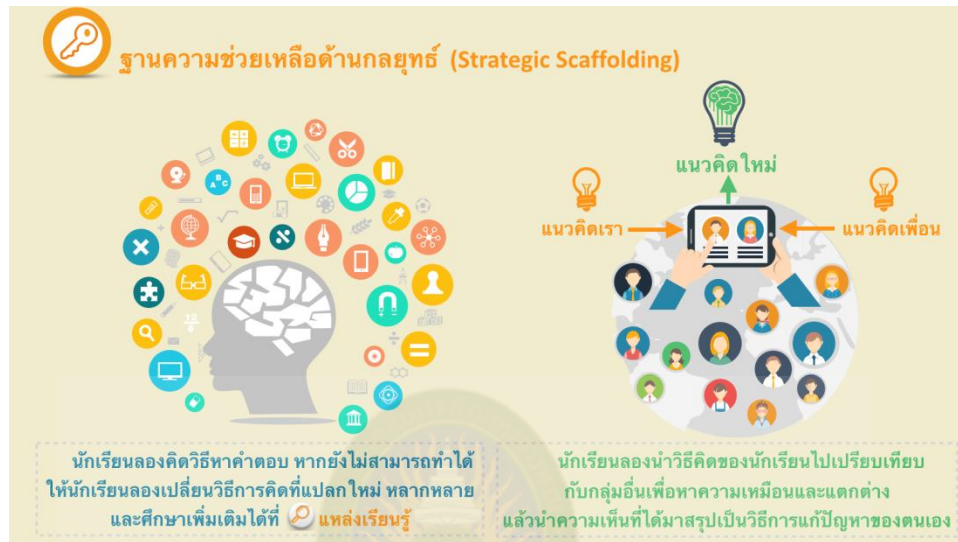 ฐานความช่วยเหลือด้านกลยุทธ์ (Strategic Scaffolding)
แนวคิดใหม่
แนวคิดเรา
แนวคิดเพื่อน
A B C
นักเรียนลองคิดวิธีหาคำตอบ หากยังไม่สามารถทำได้
ให้นักเรียนลองเปลี่ยนวิธีการคิดที่แปลกใหม่ หลากหลาย
และศึกษาเพิ่มเติมได้ที่ แหล่งเรียนรู้
นักเรียนลองนำวิธีคิดของนักเรียนไปเปรียบเทียบ
กับกลุ่มอื่นเพื่อหาความเหมือนและแตกต่าง
แล้วนำความเห็นที่ได้มาสรุปเป็นวิธีการแก้ปัญหาของตนเอง